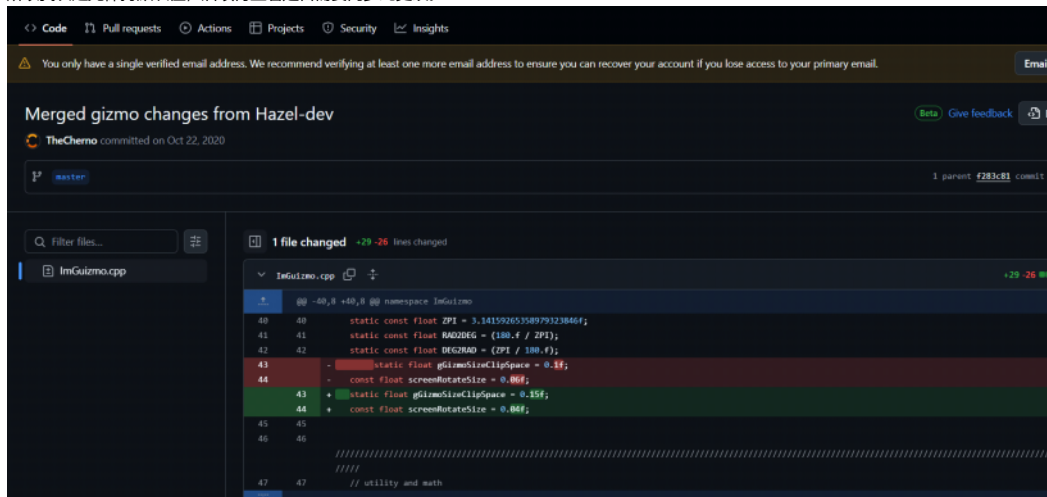 Code Pull requests Actions Projects Security Insights
You only have a single verified email address. We recommend verifying at least one more email address to ensure you can recover your account if you lose access to your primary email.
Emai
Merged gizmo changes from Hazel-dev
Beta Give feedback
TheCherno committed on Oct 22, 2020
master
1 parent f283c81 commit
Filter files...
1 file changed +29 -26 lines changed
ImGuizmo.cpp
ImGuizmo.cpp
+29 -26
@@ -40,8 +40,8 @@ namespace ImGuizmo
40 40 static const float ZPI = 3.14159265358979323846f;
41 41 static const float RAD2DEG = (180.f / ZPI);
42 42 static const float DEG2RAD = (ZPI / 180.f);
43 - static float gGizmoSizeClipSpace = 0.1f;
44 - const float screenRotateSize = 0.06f;
43 + static float gGizmoSizeClipSpace = 0.15f;
44 + const float screenRotateSize = 0.04f;
45 45
46 46
/////
47 47 // utility and math